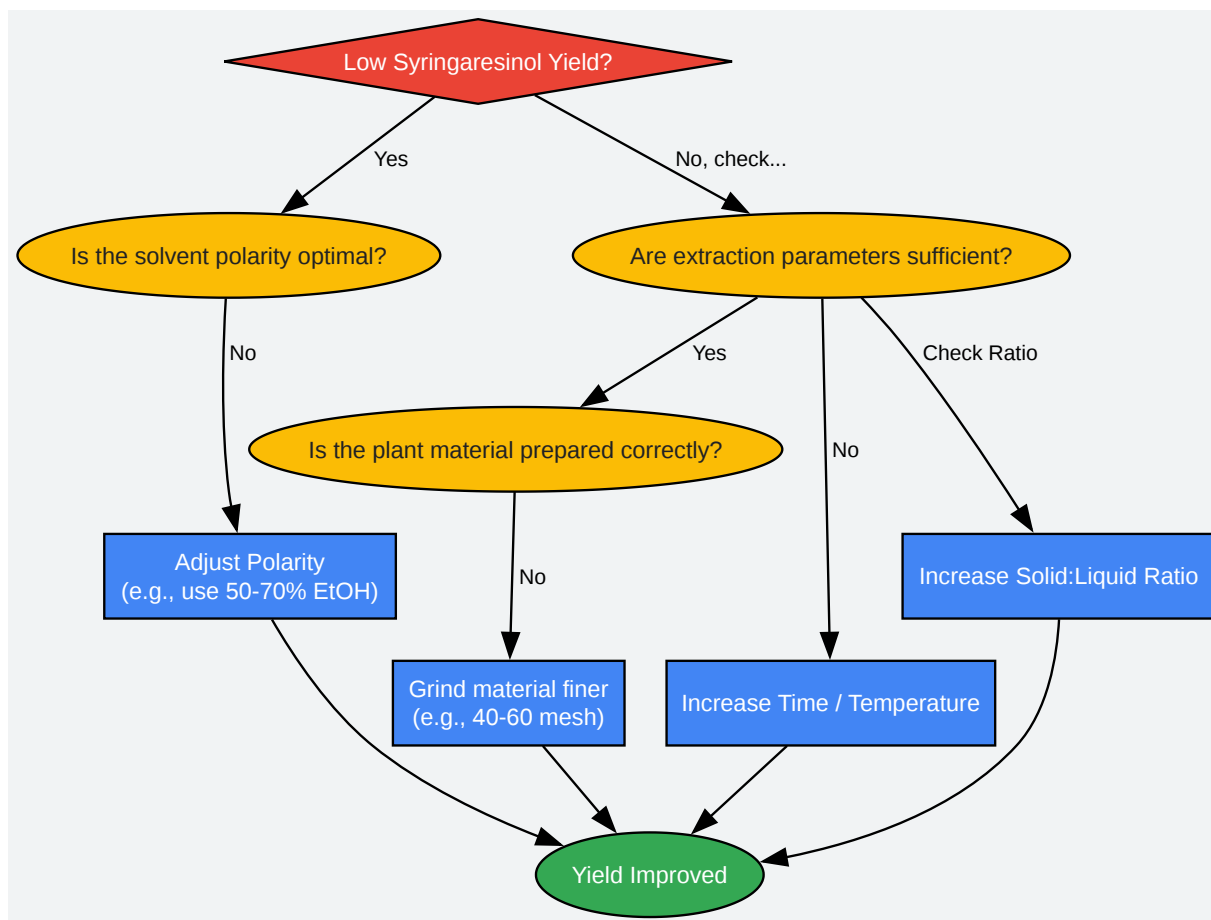 Low Syringaresinol Yield?
Yes
No, check...
Is the solvent polarity optimal?
Are extraction parameters sufficient?
No
Yes
Check Ratio
Is the plant material prepared correctly?
No
Adjust Polarity
(e.g., use 50-70% EtOH)
No
Increase Solid:Liquid Ratio
Grind material finer
(e.g., 40-60 mesh)
Increase Time / Temperature
Yield Improved